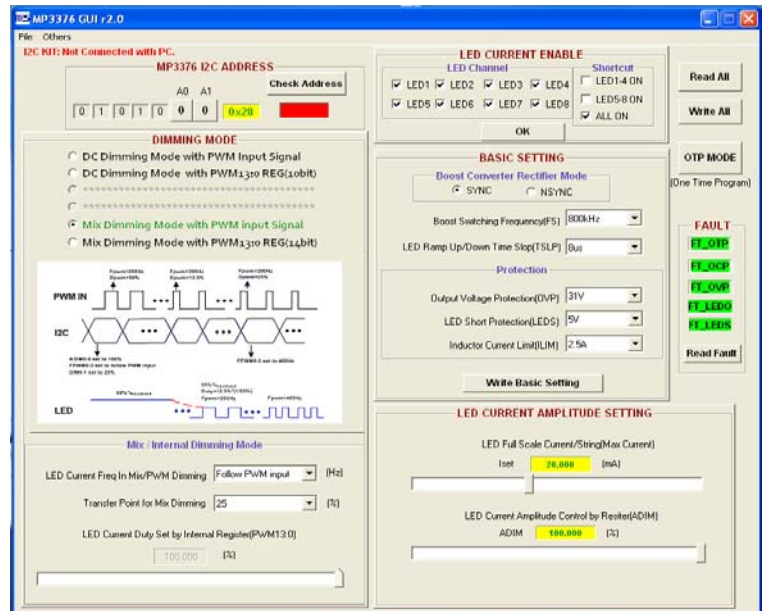 MP3376 GUI r2.0
File Others
I2C KIT: Not Connected with PC.
MP3376 I2C ADDRESS
A0 A1
Check Address
0 1 0 1 0 0 0 0x28
DIMMING MODE
DC Dimming Mode with PWM Input Signal
DC Dimming Mode with PWM13:0 REG(10bit)
Mix Dimming Mode with PWM input Signal
Mix Dimming Mode with PWM13:0 REG(14bit)
PWM IN
I2C
LED
Mix / Internal Dimming Mode
LED Current Freq In Mix/PWM Dimming Follow PWM input (Hz)
Transfer Point for Mix Dimming 25 (%)
LED Current Duty Set by Internal Register(PWM13:0)
100.000 (%)
LED CURRENT ENABLE
LED Channel
LED1 LED2 LED3 LED4
LED5 LED6 LED7 LED8
Shortcut
LED1-4 ON
LED5-8 ON
ALL ON
OK
BASIC SETTING
Boost Converter Rectifier Mode
SYNC NSYNC
Boost Switching Frequency(FS) 800kHz
LED Ramp Up/Down Time Slop(TSLP) 8us
Protection
Output Voltage Protection(OVP) 31V
LED Short Protection(LEDS) 5V
Inductor Current Limit(ILIM) 2.5A
Write Basic Setting
LED CURRENT AMPLITUDE SETTING
LED Full Scale Current/String(Max Current)
Iset 20.000 (mA)
LED Current Amplitude Control by Resiter(ADIM)
ADIM 100.000 (%)
Read All
Write All
OTP MODE
(One Time Program)
FAULT
FT_OTP
FT_OCP
FT_OVP
FT_LEDO
FT_LEDS
Read Fault